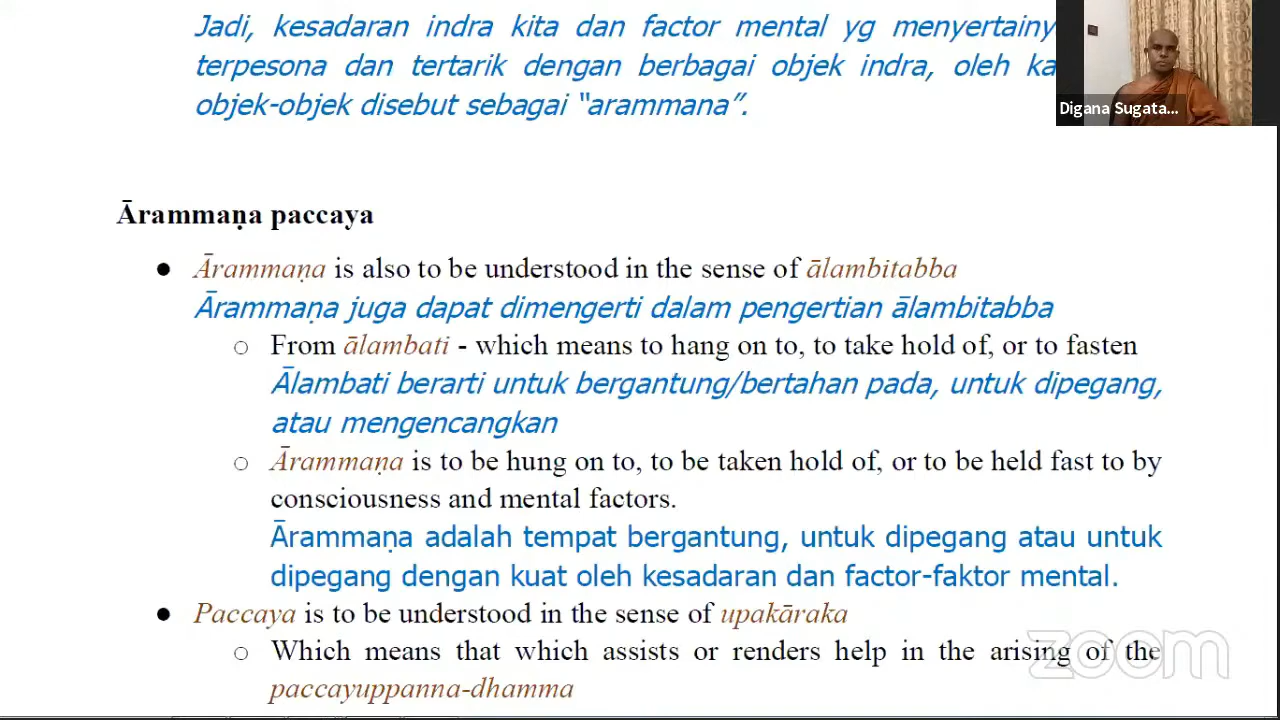 Jadi, kesadaran indra kita dan factor mental yg menyertainy
terpesona dan tertarik dengan berbagai objek indra, oleh ka
objek-objek disebut sebagai “arammana”.
Digana Sugata...
Ārammaṇa paccaya
● Ārammaṇa is also to be understood in the sense of ālambitabba
Ārammaṇa juga dapat dimengerti dalam pengertian ālambitabba
○ From ālambati - which means to hang on to, to take hold of, or to fasten
Ālambati berarti untuk bergantung/bertahan pada, untuk dipegang,
atau mengencangkan
○ Ārammaṇa is to be hung on to, to be taken hold of, or to be held fast to by
consciousness and mental factors.
Ārammaṇa adalah tempat bergantung, untuk dipegang atau untuk
dipegang dengan kuat oleh kesadaran dan factor-faktor mental.
● Paccaya is to be understood in the sense of upakāraka
○ Which means that which assists or renders help in the arising of the
paccayuppanna-dhamma
zoom